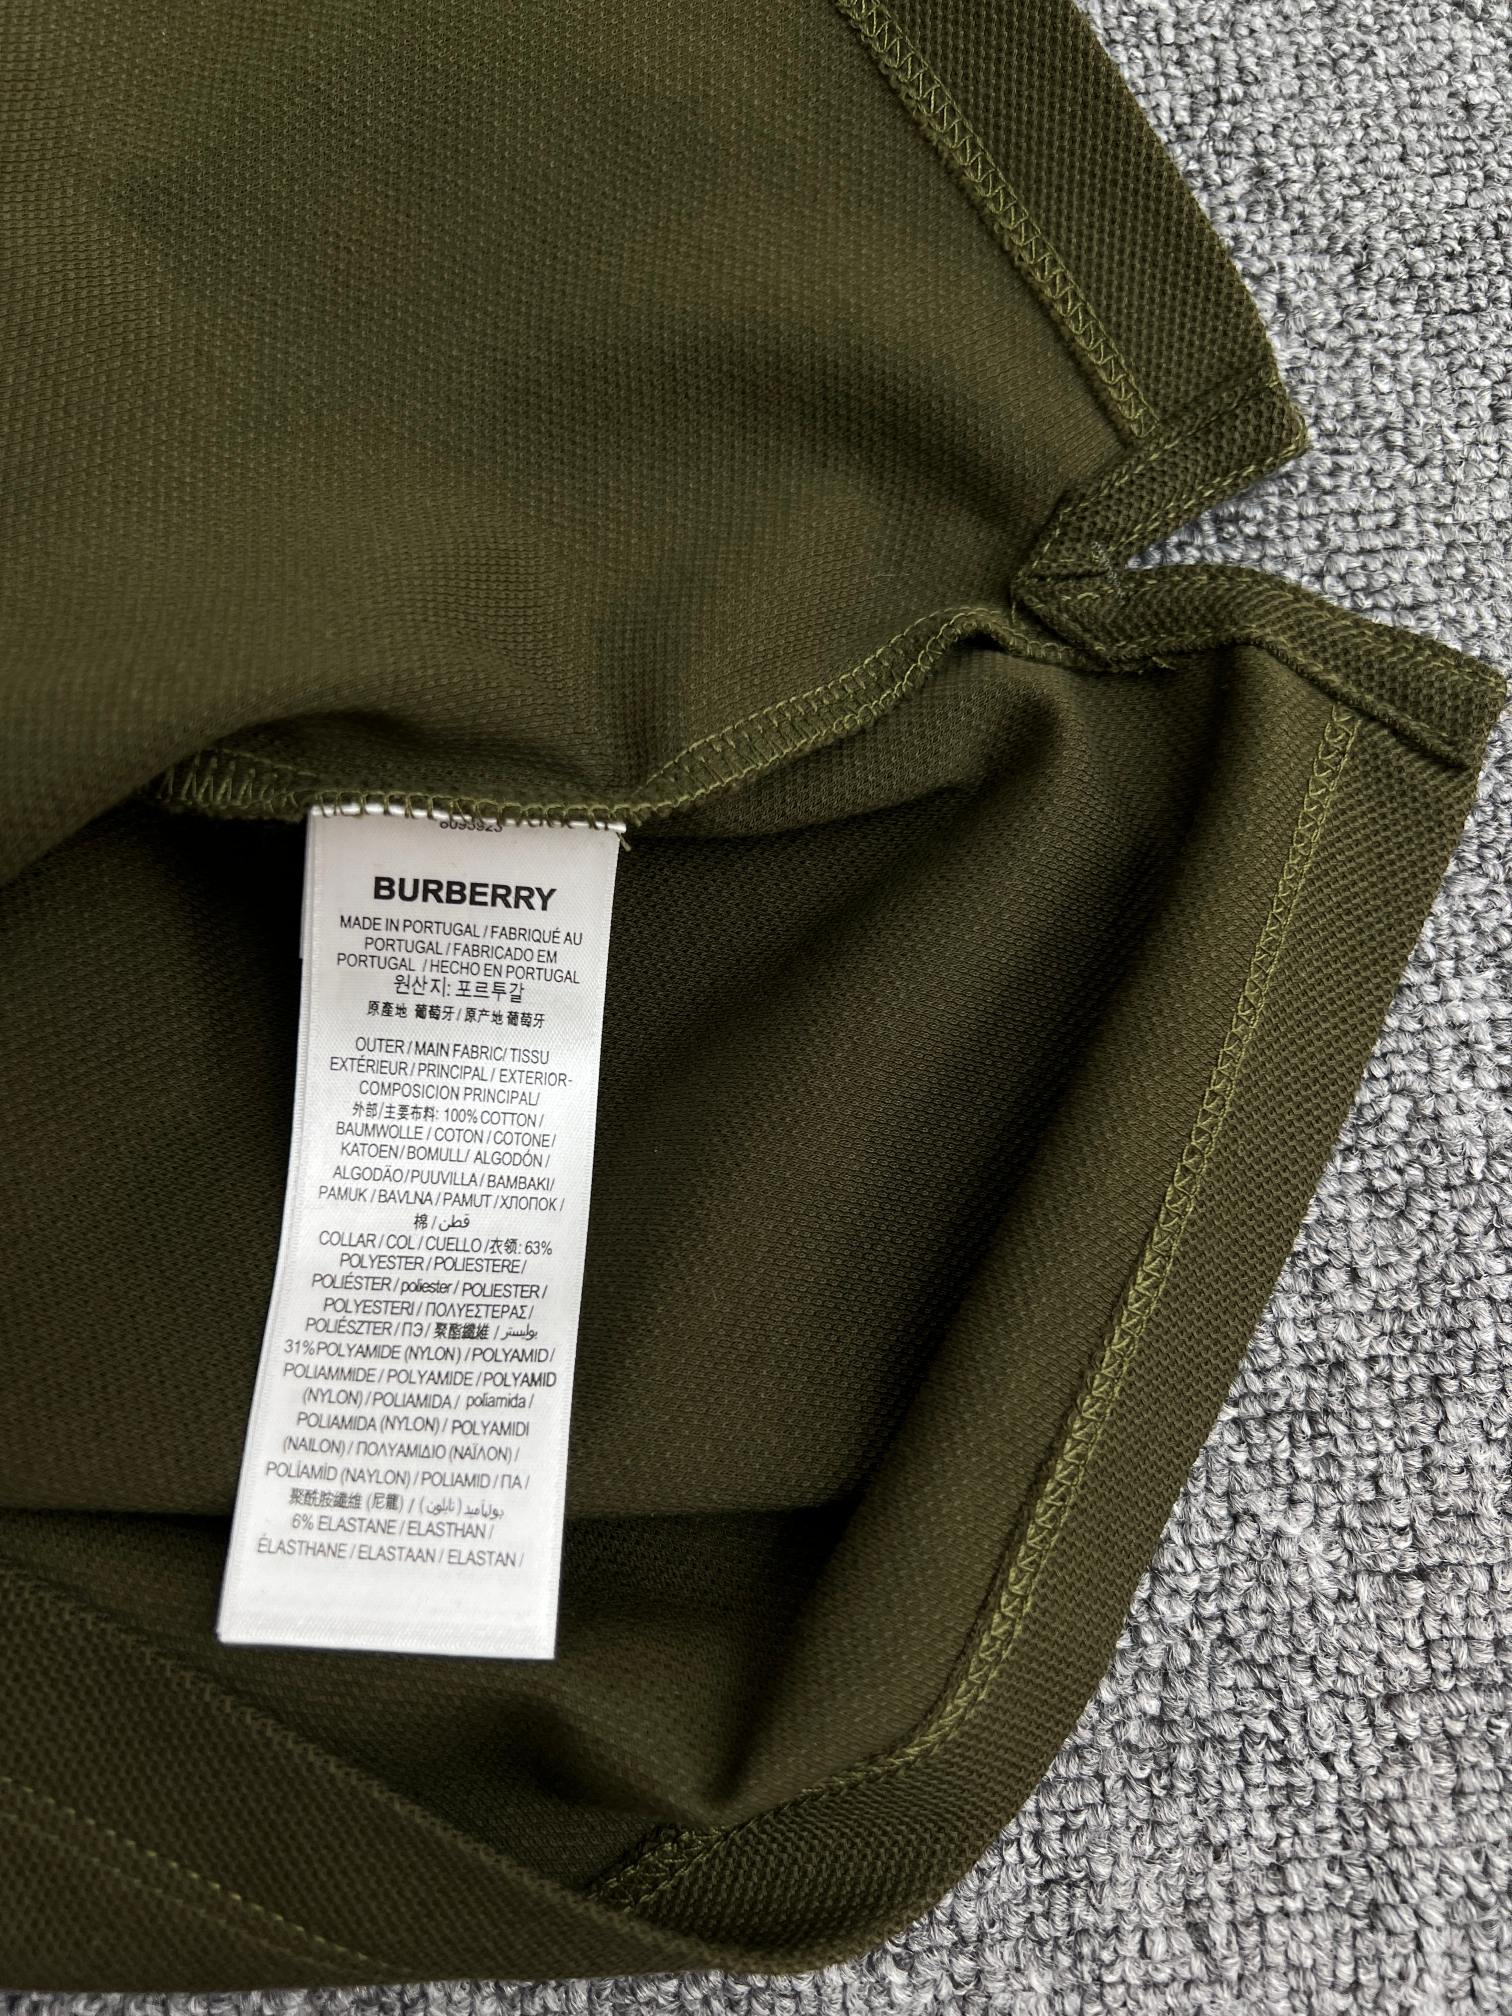 8095925
BURBERRY
MADE IN PORTUGAL / FABRIQUÉ AU
PORTUGAL / FABRICADO EM
PORTUGAL / HECHO EN PORTUGAL
원산지: 포르투갈
原產地 葡萄牙 / 原产地 葡萄牙
OUTER / MAIN FABRIC/ TISSU
EXTÉRIEUR / PRINCIPAL / EXTERIOR-
COMPOSICION PRINCIPAL/
外部/主要布料: 100% COTTON /
BAUMWOLLE / COTON / COTONE /
KATOEN / BOMULL/ ALGODÓN /
ALGODÃO / PUUVILLA / BAMBAKI/
PAMUK / BAVLNA / PAMUT / ХЛОПОК /
棉 / قطن
COLLAR / COL / CUELLO /衣领: 63%
POLYESTER / POLIESTERE /
POLIÉSTER / poliester / POLIESTER /
POLYESTERI / ΠΟΛΥΕΣΤΕΡΑΣ /
POLIÉSZTER / ПЭ / 聚酯纖維 / بوليستر
31%POLYAMIDE (NYLON) / POLYAMID /
POLIAMMIDE / POLYAMIDE / POLYAMID
(NYLON) / POLIAMIDA / poliamida /
POLIAMIDA (NYLON) / POLYAMIDI
(NAILON) / ΠΟΛΥΑΜΙΔΙΟ (ΝΑΪΛΟΝ) /
POLÍAMÍD (NAYLON) / POLIAMID / ПА /
聚酰胺纖維 (尼龍) / بوليأميد (نايلون)
6% ELASTANE / ELASTHAN /
ÉLASTHANE / ELASTAAN / ELASTAN /